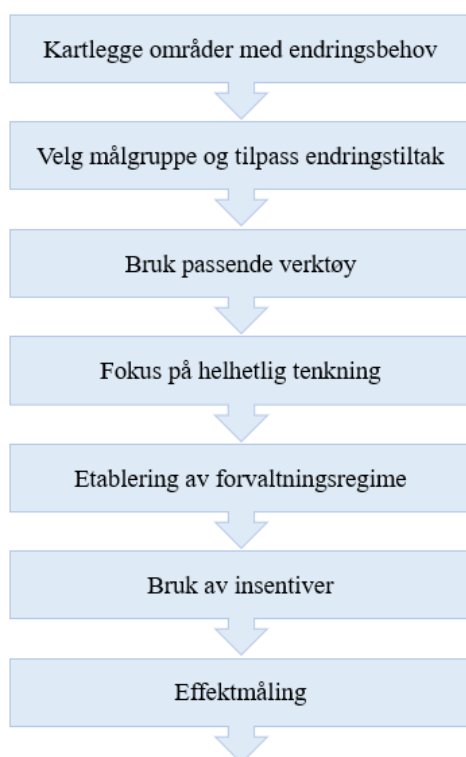 Kartlegge områder med endringsbehov
Velg målgruppe og tilpass endringstiltak
Bruk passende verktøy
Fokus på helhetlig tenkning
Etablering av forvaltningsregime
Bruk av insentiver
Effektmåling